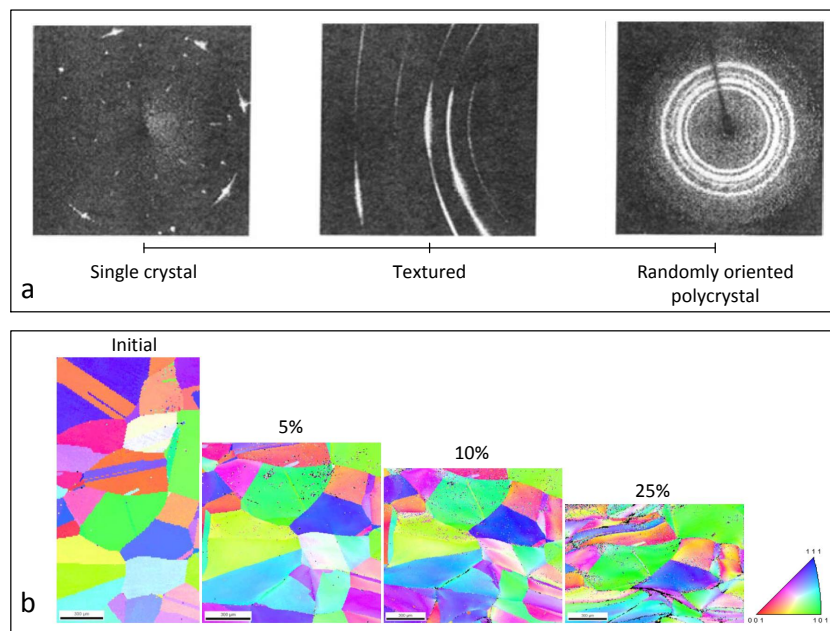 Single crystal
Textured
Randomly oriented
polycrystal
a
Initial
5%
10%
25%
111
001
101
b